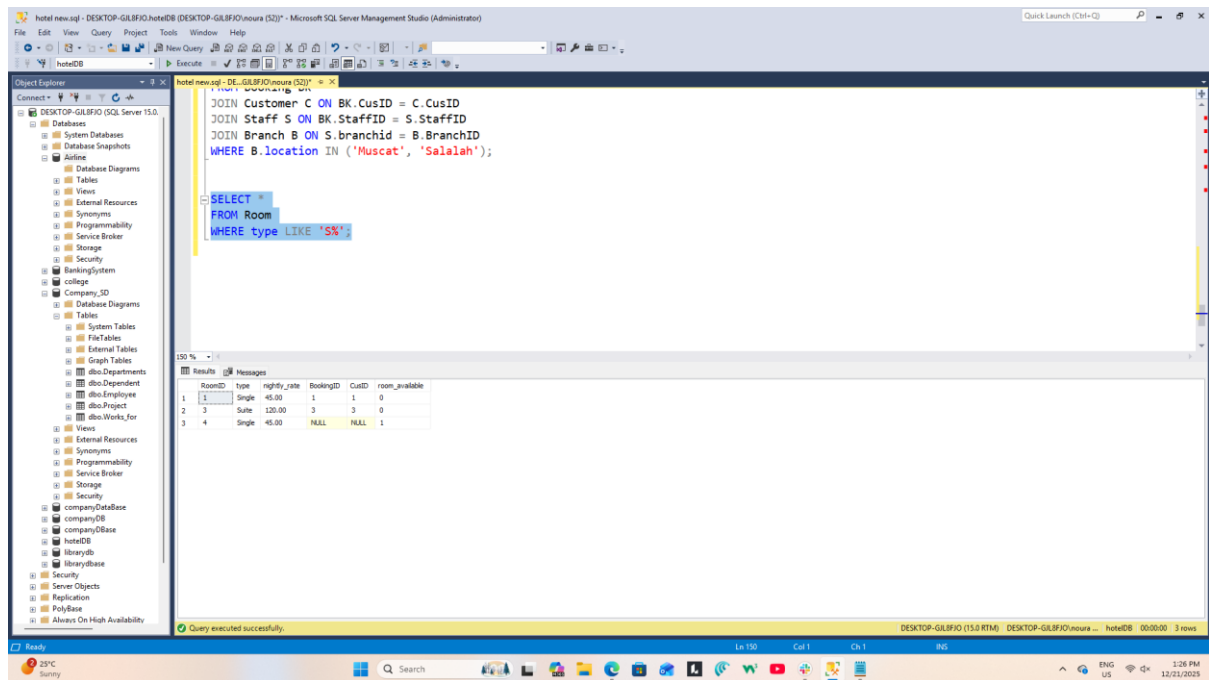 hotel new.sql - DESKTOP-GJL8FJO.hotelDB (DESKTOP-GJL8FJO\noura (52))* - Microsoft SQL Server Management Studio (Administrator)
Quick Launch (Ctrl+Q)
File Edit View Query Project Tools Window Help
New Query
hotelDB
Execute
Object Explorer
hotel new.sql - DE...GJL8FJO\noura (52))*
Connect
DESKTOP-GJL8FJO (SQL Server 15.0.
Databases
System Databases
Database Snapshots
Airline
Database Diagrams
Tables
Views
External Resources
Synonyms
Programmability
Service Broker
Storage
Security
BankingSystem
college
Company_SD
Database Diagrams
Tables
System Tables
FileTables
External Tables
Graph Tables
dbo.Departments
dbo.Dependent
dbo.Employee
dbo.Project
dbo.Works_for
Views
External Resources
Synonyms
Programmability
Service Broker
Storage
Security
companyDataBase
companyDB
companyDBase
hotelDB
librarydb
librarydbase
Security
Server Objects
Replication
PolyBase
Always On High Availability
FROM Booking BK
JOIN Customer C ON BK.CusID = C.CusID
JOIN Staff S ON BK.StaffID = S.StaffID
JOIN Branch B ON S.branchid = B.BranchID
WHERE B.location IN ('Muscat', 'Salalah');
SELECT *
FROM Room
WHERE type LIKE 'S%';
150 %
Results Messages
RoomID type nightly_rate BookingID CusID room_available
1 1 Single 45.00 1 1 0
2 3 Suite 120.00 3 3 0
3 4 Single 45.00 NULL NULL 1
Query executed successfully.
DESKTOP-GJL8FJO (15.0 RTM) DESKTOP-GJL8FJO\noura ... hotelDB 00:00:00 3 rows
Ready
Ln 150 Col 1 Ch 1 INS
2
25°C
Sunny
Search
ENG
US
1:26 PM
12/21/2025